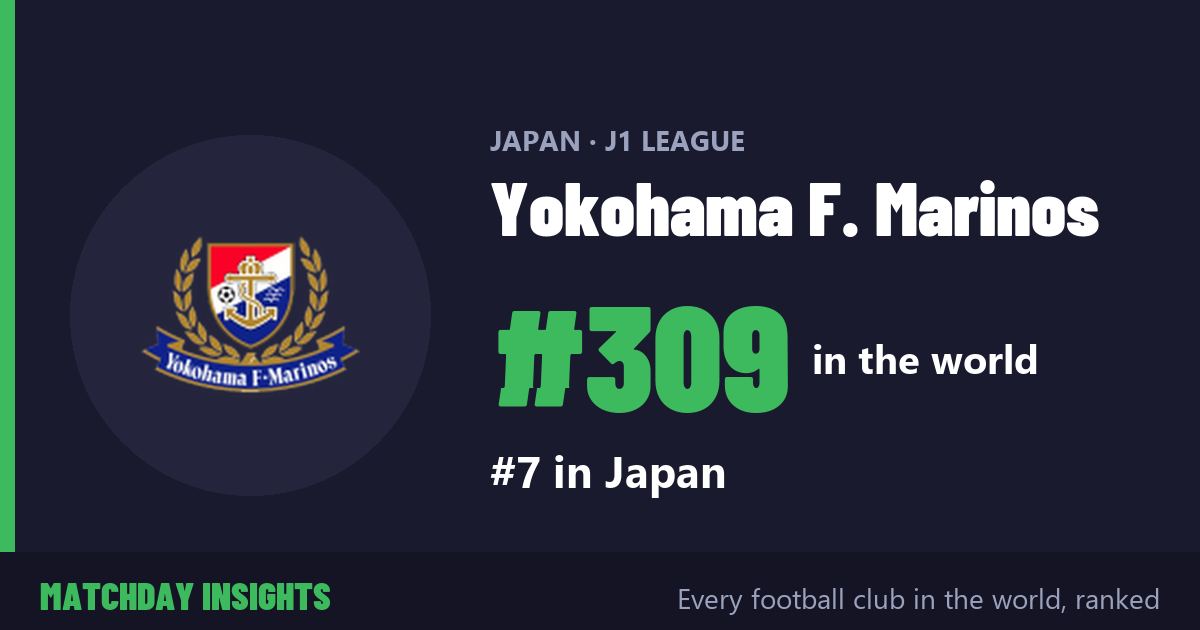 JAPAN · J1 LEAGUE
Yokohama F. Marinos
Yokohama F·Marinos
#309 in the world
#7 in Japan
MATCHDAY INSIGHTS
Every football club in the world, ranked